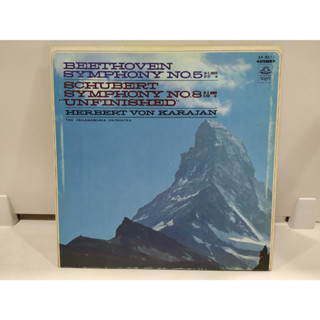 BEETHOVEN
SYMPHONY NO.5
SCHUBERT
SYMPHONY NO.8
"UNFINISHED"
HERBERT VON KARAJAN
THE PHILHARMONIA ORCHESTRA